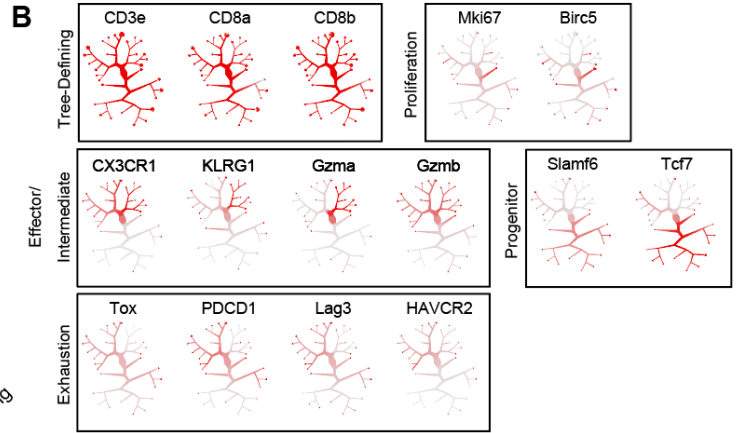 B
Tree-Defining
CD3e CD8a CD8b
Proliferation
Mki67 Birc5
Effector/
Intermediate
CX3CR1 KLRG1 Gzma Gzmb
Progenitor
Slamf6 Tcf7
Exhaustion
Tox PDCD1 Lag3 HAVCR2